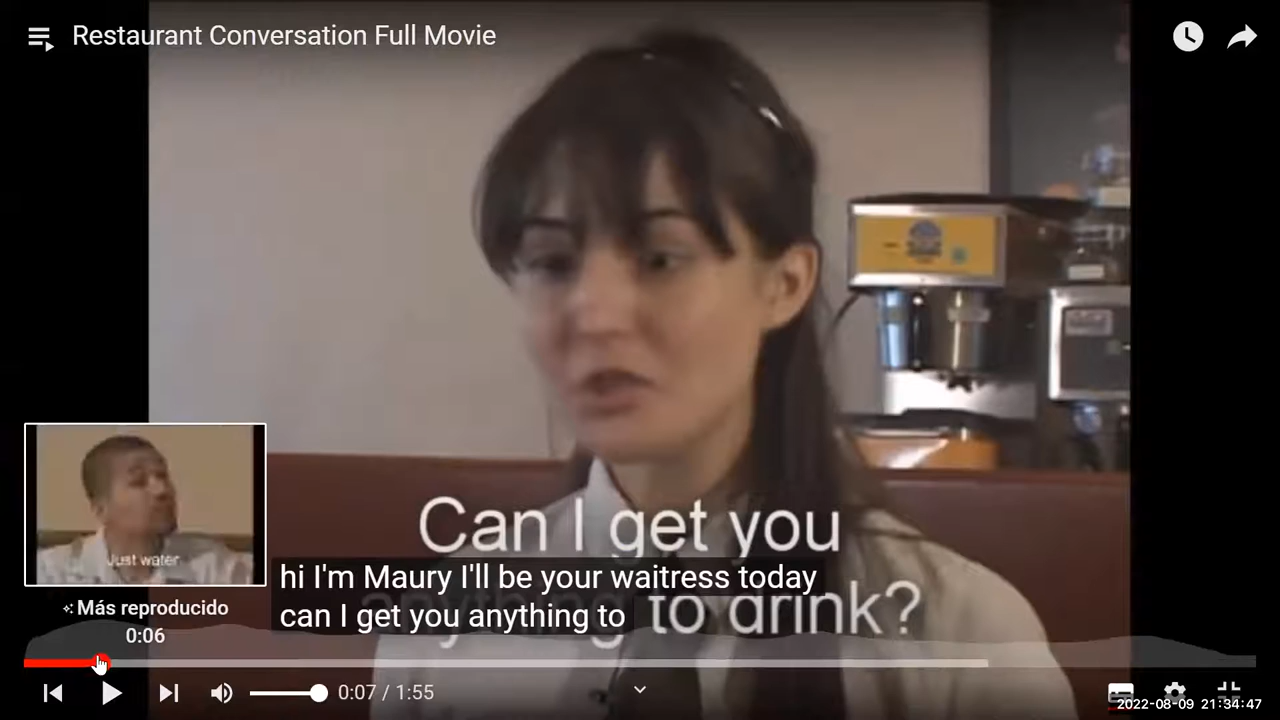 Restaurant Conversation Full Movie
Can I get you
anything to drink?
hi I'm Maury I'll be your waitress today
can I get you anything to
Just water
Más reproducido
0:06
0:07 / 1:55
2022-08-09 21:34:47